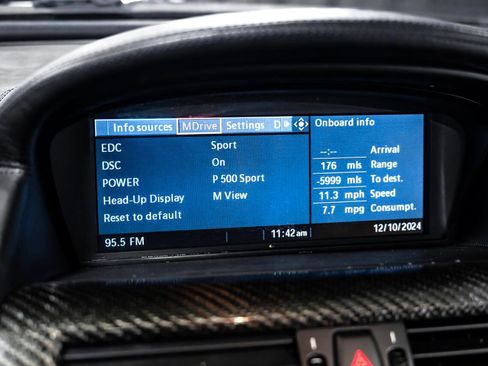 Info sources MDrive Settings D
EDC Sport
DSC On
POWER P 500 Sport
Head-Up Display M View
Reset to default
95.5 FM 11:42 am
Onboard info
--:-- Arrival
176 mls Range
-5999 mls To dest.
11.3 mph Speed
7.7 mpg Consumpt.
12/10/2024